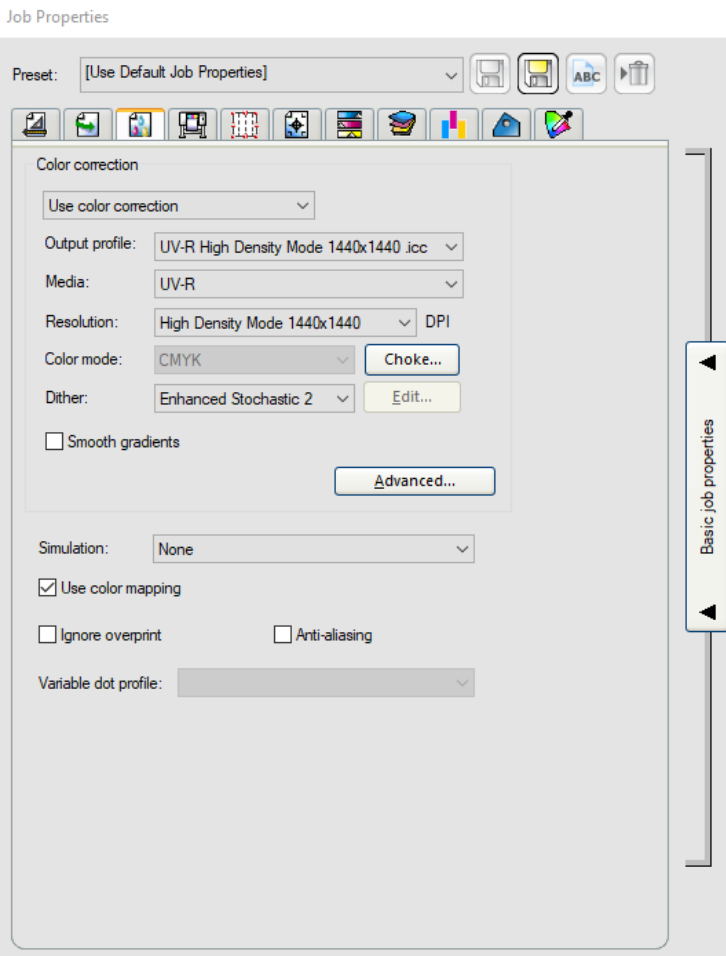 Job Properties
Preset: [Use Default Job Properties]
ABC
Color correction
Use color correction
Output profile: UV-R High Density Mode 1440x1440 .icc
Media: UV-R
Resolution: High Density Mode 1440x1440 DPI
Color mode: CMYK Choke...
Dither: Enhanced Stochastic 2 Edit...
Smooth gradients
Advanced...
Simulation: None
Use color mapping
Ignore overprint Anti-aliasing
Variable dot profile:
Basic job properties